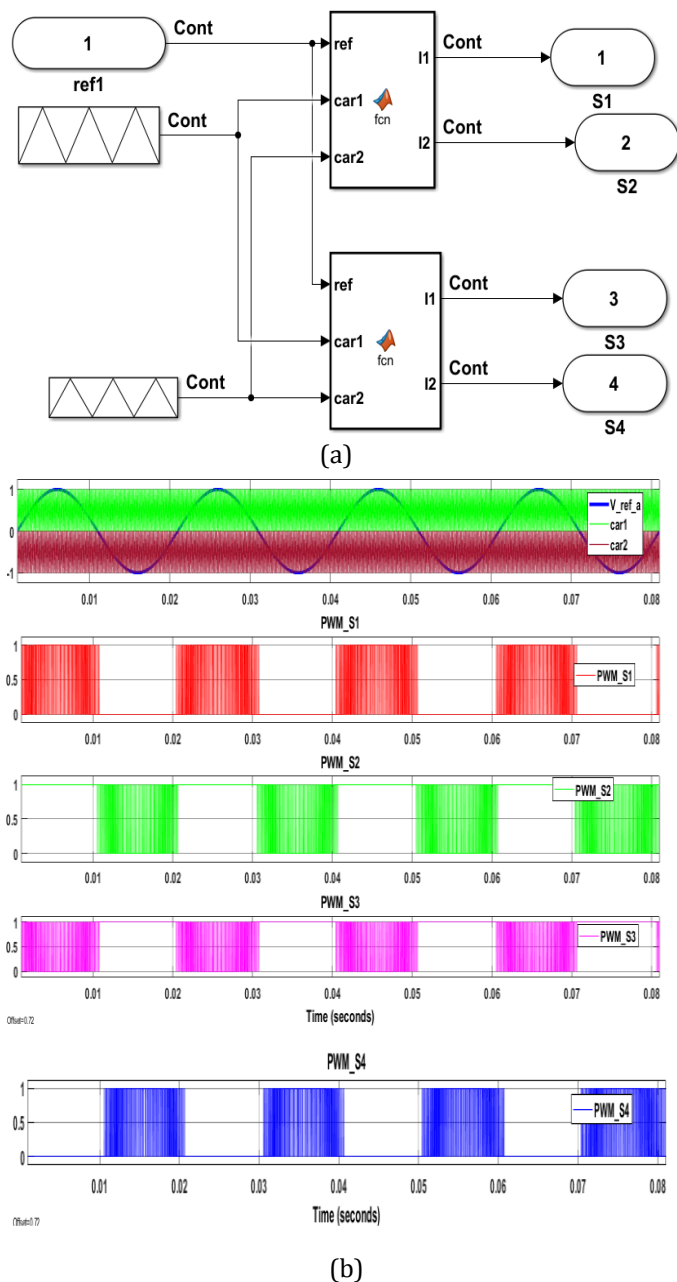 1
Cont
ref1
Cont
ref
car1
car2
fcn
I1
I2
Cont
1
S1
Cont
2
S2
Cont
ref
car1
car2
fcn
I1
I2
Cont
3
S3
Cont
4
S4
(a)
1
0
-1
V_ref_a
car1
car2
0.01 0.02 0.03 0.04 0.05 0.06 0.07 0.08
PWM_S1
1
0.5
0
PWM_S1
0.01 0.02 0.03 0.04 0.05 0.06 0.07 0.08
PWM_S2
1
0.5
0
PWM_S2
0.01 0.02 0.03 0.04 0.05 0.06 0.07 0.08
PWM_S3
1
0.5
0
PWM_S3
0.01 0.02 0.03 0.04 0.05 0.06 0.07 0.08
Time (seconds)
Offset=0.72
PWM_S4
1
0.5
0
PWM_S4
0.01 0.02 0.03 0.04 0.05 0.06 0.07 0.08
Time (seconds)
Offset=0.72
(b)